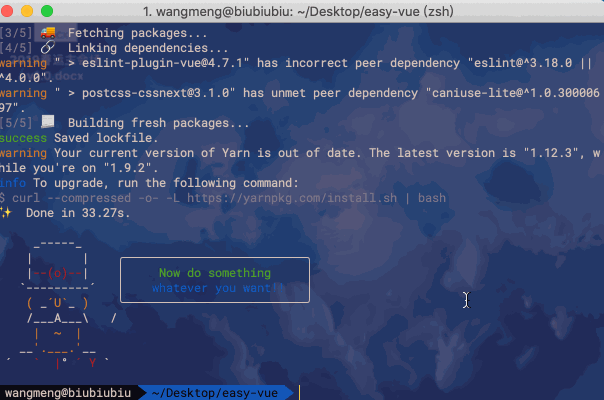 1. wangmeng@biubiubiu: ~/Desktop/easy-vue (zsh)
[3/5] 🚚 Fetching packages...
[4/5] 🔗 Linking dependencies...
warning " > eslint-plugin-vue@4.7.1" has incorrect peer dependency "eslint@^3.18.0 ||
^4.0.0".
warning " > postcss-cssnext@3.1.0" has unmet peer dependency "caniuse-lite@^1.0.300006
97".
[5/5] 📃 Building fresh packages...
success Saved lockfile.
warning Your current version of Yarn is out of date. The latest version is "1.12.3", w
hile you're on "1.9.2".
info To upgrade, run the following command:
$ curl --compressed -o- -L https://yarnpkg.com/install.sh | bash
✨ Done in 33.27s.
Now do something
whatever you want!
wangmeng@biubiubiu ~/Desktop/easy-vue